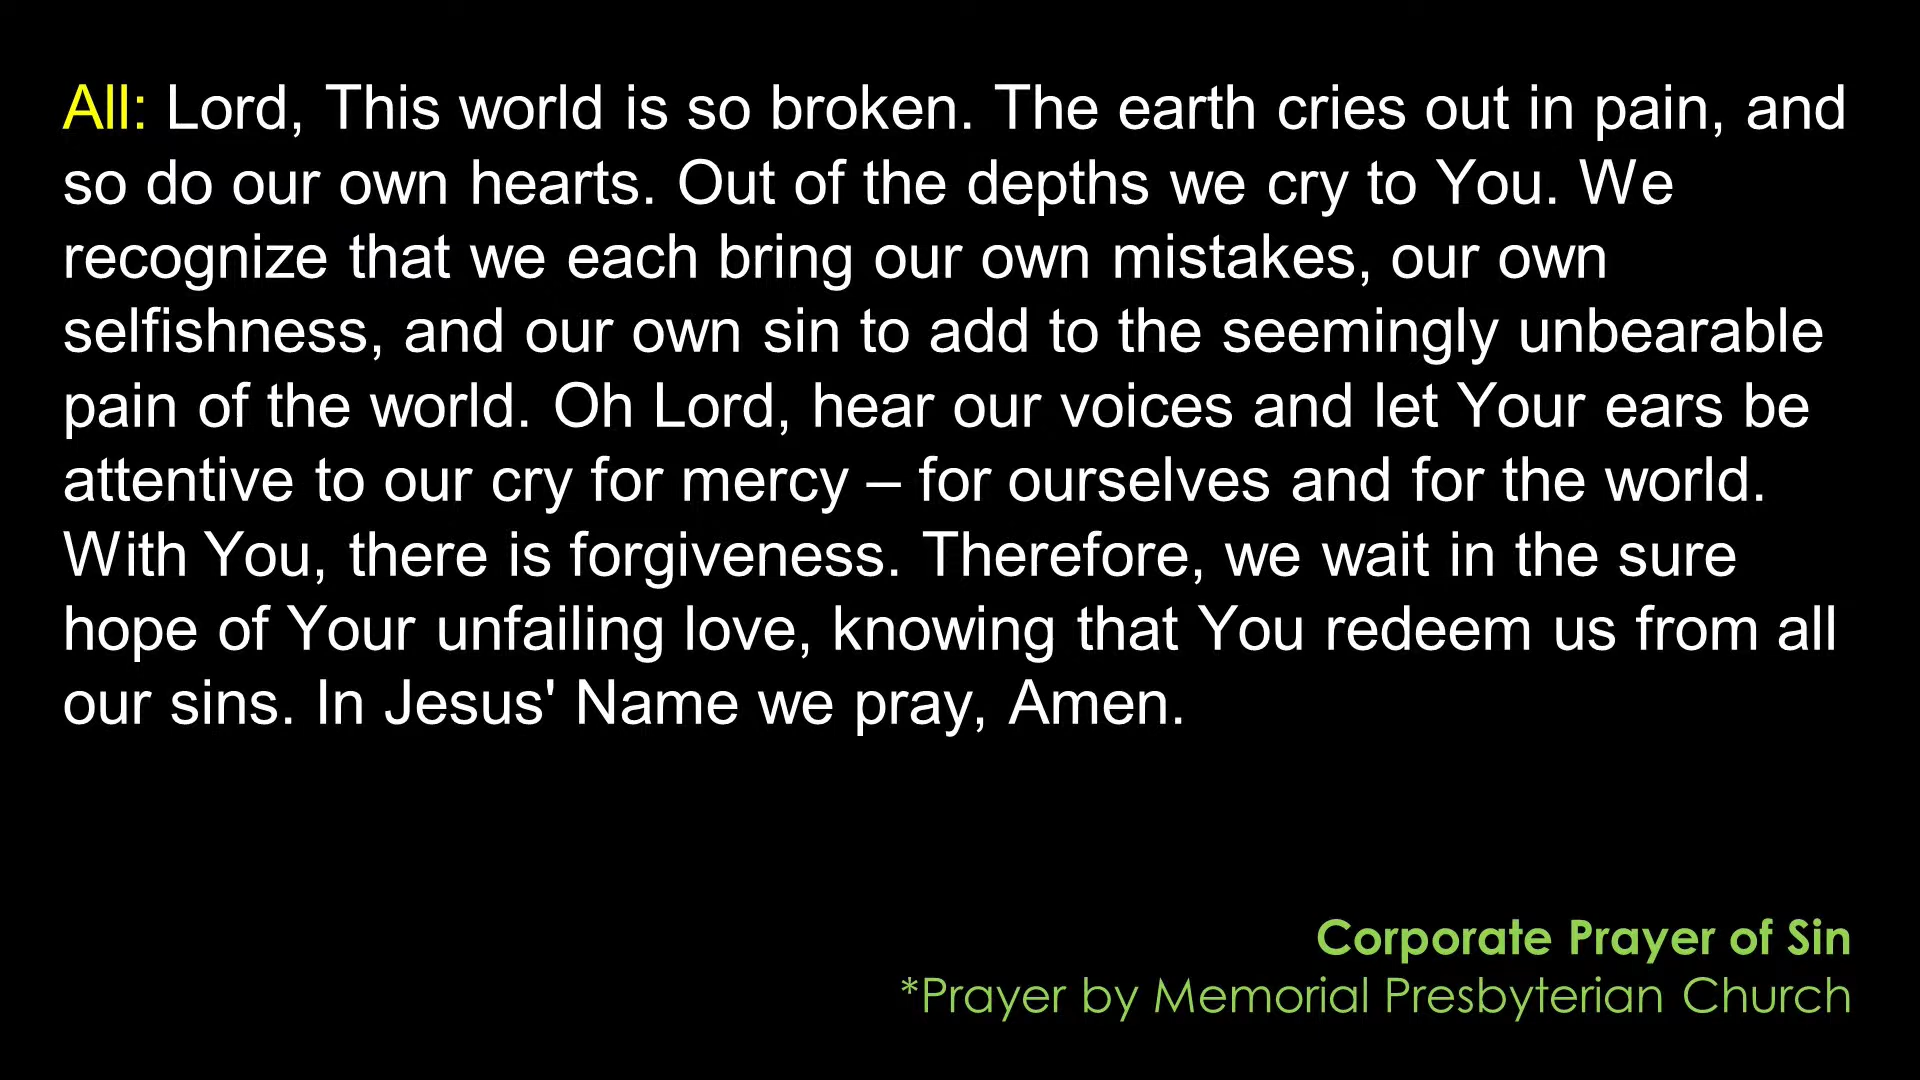 All: Lord, This world is so broken. The earth cries out in pain, and
so do our own hearts. Out of the depths we cry to You. We
recognize that we each bring our own mistakes, our own
selfishness, and our own sin to add to the seemingly unbearable
pain of the world. Oh Lord, hear our voices and let Your ears be
attentive to our cry for mercy – for ourselves and for the world.
With You, there is forgiveness. Therefore, we wait in the sure
hope of Your unfailing love, knowing that You redeem us from all
our sins. In Jesus' Name we pray, Amen.
Corporate Prayer of Sin
*Prayer by Memorial Presbyterian Church